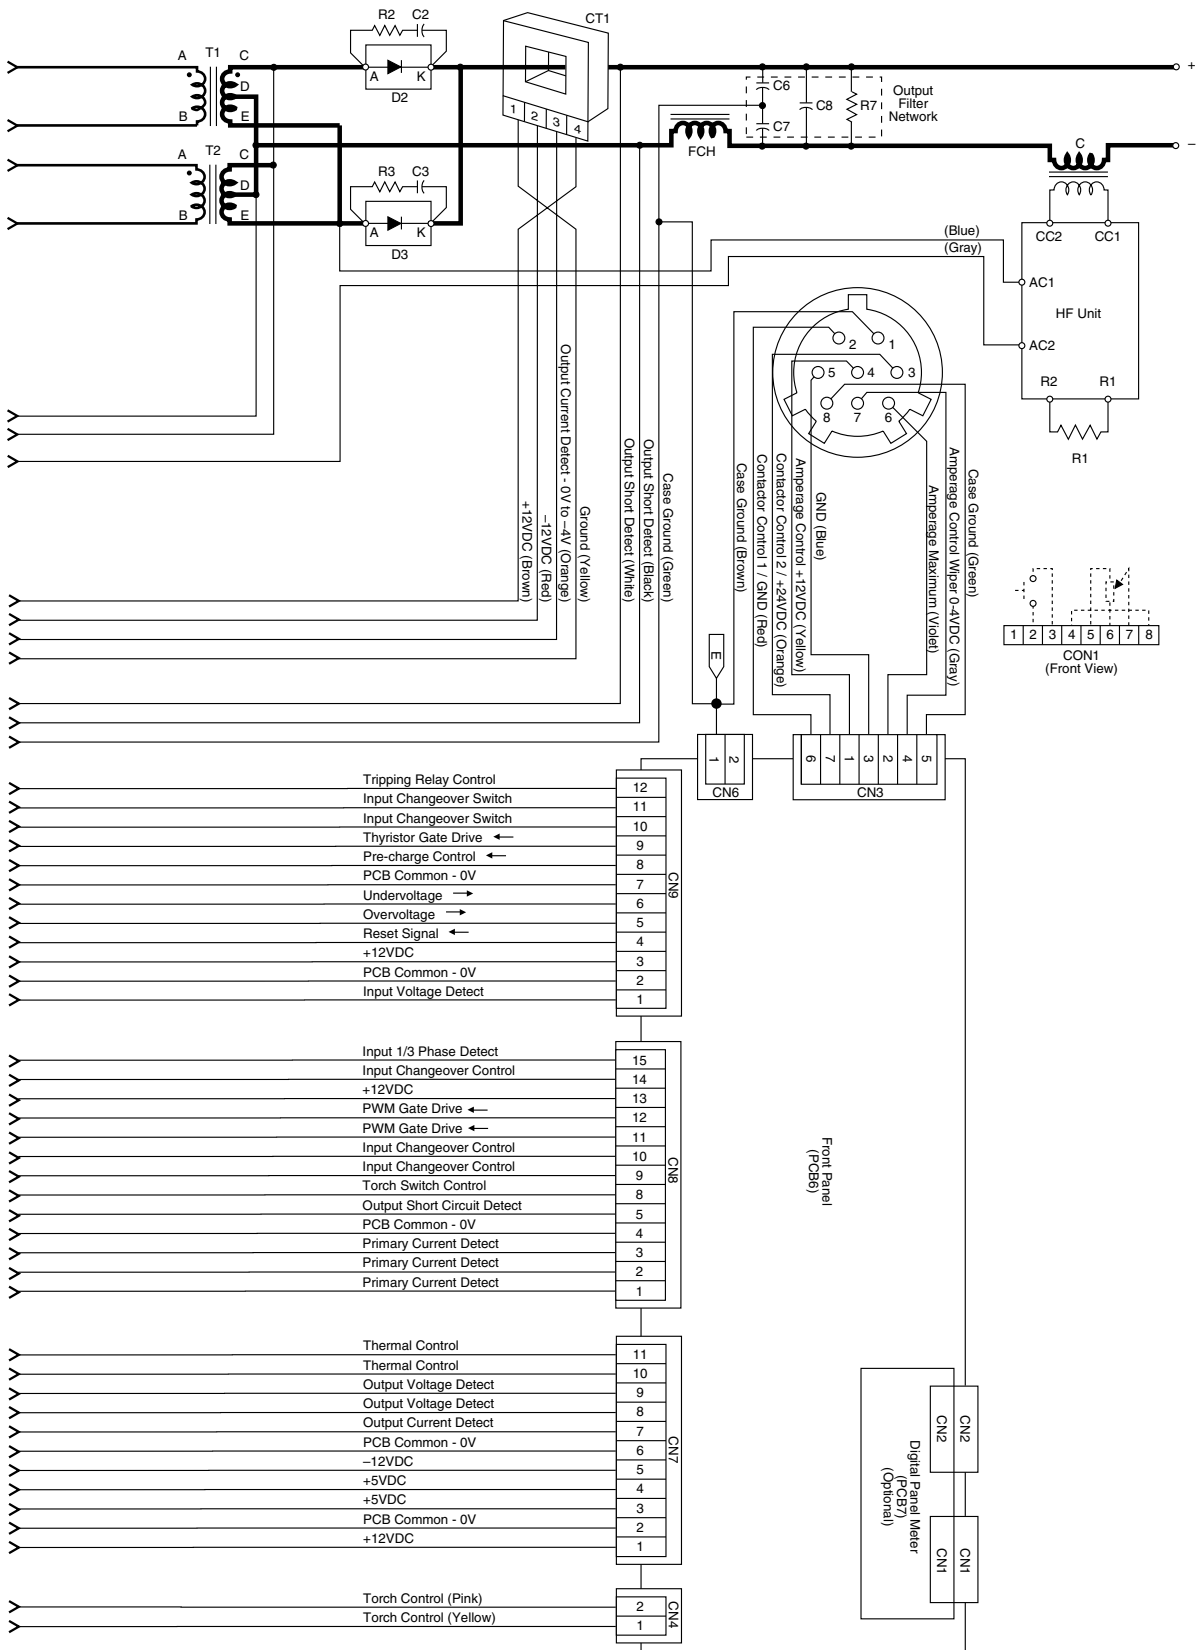 R2 C2
CT1
A T1 C
D
B E
A K
D2
1 2 3 4
C6
C7
C8
R7
Output
Filter
Network
+
A T2 C
D
B E
R3 C3
A K
D3
FCH
C
–
CC2 CC1
(Blue)
(Gray)
AC1
HF Unit
AC2
R2 R1
R1
2 1
5 4 3
8 7 6
+12VDC (Brown)
–12VDC (Red)
Output Current Detect - 0V to –4V (Orange)
Ground (Yellow)
Output Short Detect (White)
Output Short Detect (Black)
Case Ground (Green)
Case Ground (Brown)
Contactor Control 1 / GND (Red)
Contactor Control 2 / +24VDC (Orange)
Amperage Control +12VDC (Yellow)
GND (Blue)
Amperage Maximum (Violet)
Amperage Control Wiper 0-4VDC (Gray)
Case Ground (Green)
1 2 3 4 5 6 7 8
CON1
(Front View)
E
1 2
CN6
6 7 1 3 2 4 5
CN3
Tripping Relay Control 12
Input Changeover Switch 11
Input Changeover Switch 10
Thyristor Gate Drive ← 9
Pre-charge Control ← 8
PCB Common - 0V 7
Undervoltage → 6
Overvoltage → 5
Reset Signal ← 4
+12VDC 3
PCB Common - 0V 2
Input Voltage Detect 1
CN9
Input 1/3 Phase Detect 15
Input Changeover Control 14
+12VDC 13
PWM Gate Drive ← 12
PWM Gate Drive ← 11
Input Changeover Control 10
Input Changeover Control 9
Torch Switch Control 8
Output Short Circuit Detect 5
PCB Common - 0V 4
Primary Current Detect 3
Primary Current Detect 2
Primary Current Detect 1
CN8
Front Panel
(PCB6)
Thermal Control 11
Thermal Control 10
Output Voltage Detect 9
Output Voltage Detect 8
Output Current Detect 7
PCB Common - 0V 6
–12VDC 5
+5VDC 4
+5VDC 3
PCB Common - 0V 2
+12VDC 1
CN7
Digital Panel Meter
(PCB7)
(Optional)
CN2 CN2
CN1 CN1
Torch Control (Pink) 2
Torch Control (Yellow) 1
CN4